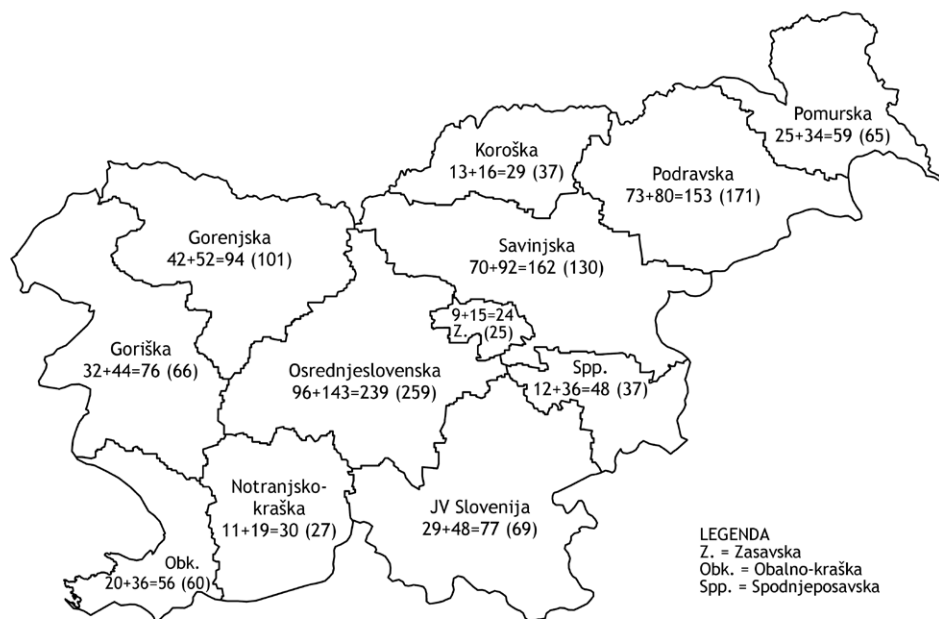 Pomurska
25+34=59 (65)
Koroška
13+16=29 (37)
Podravska
73+80=153 (171)
Gorenjska
42+52=94 (101)
Savinjska
70+92=162 (130)
9+15=24
Z. (25)
Goriška
32+44=76 (66)
Osrednjeslovenska
96+143=239 (259)
Spp.
12+36=48 (37)
Notranjsko-
kraška
11+19=30 (27)
JV Slovenija
29+48=77 (69)
Obk.
20+36=56 (60)
LEGENDA
Z. = Zasavska
Obk. = Obalno-kraška
Spp. = Spodnjeposavska